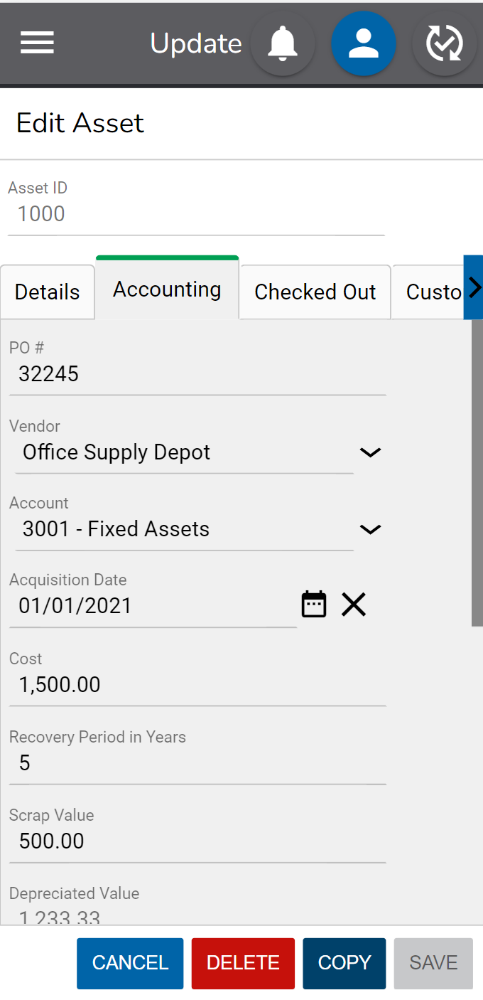 Update
Edit Asset
Asset ID
1000
Details Accounting Checked Out Custo
PO #
32245
Vendor
Office Supply Depot
Account
3001 - Fixed Assets
Acquisition Date
01/01/2021
Cost
1,500.00
Recovery Period in Years
5
Scrap Value
500.00
Depreciated Value
1,233.33
CANCEL DELETE COPY SAVE